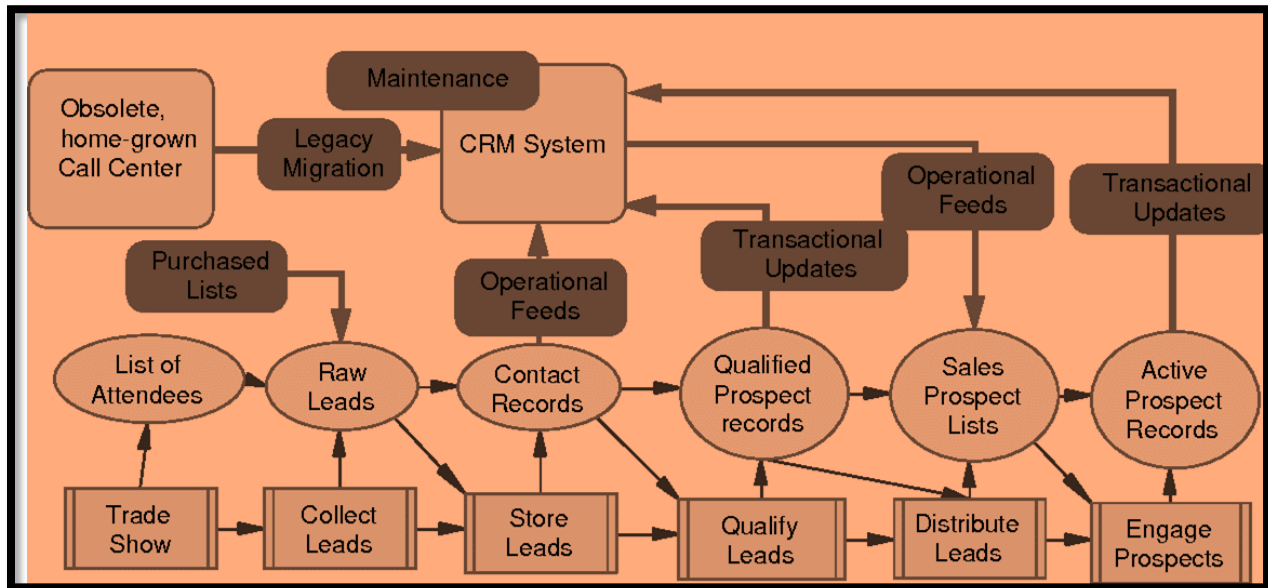 Maintenance
Obsolete,
home-grown
Call Center
Legacy
Migration
CRM System
Operational
Feeds
Transactional
Updates
Purchased
Lists
Operational
Feeds
Transactional
Updates
List of
Attendees
Raw
Leads
Contact
Records
Qualified
Prospect
records
Sales
Prospect
Lists
Active
Prospect
Records
Trade
Show
Collect
Leads
Store
Leads
Qualify
Leads
Distribute
Leads
Engage
Prospects